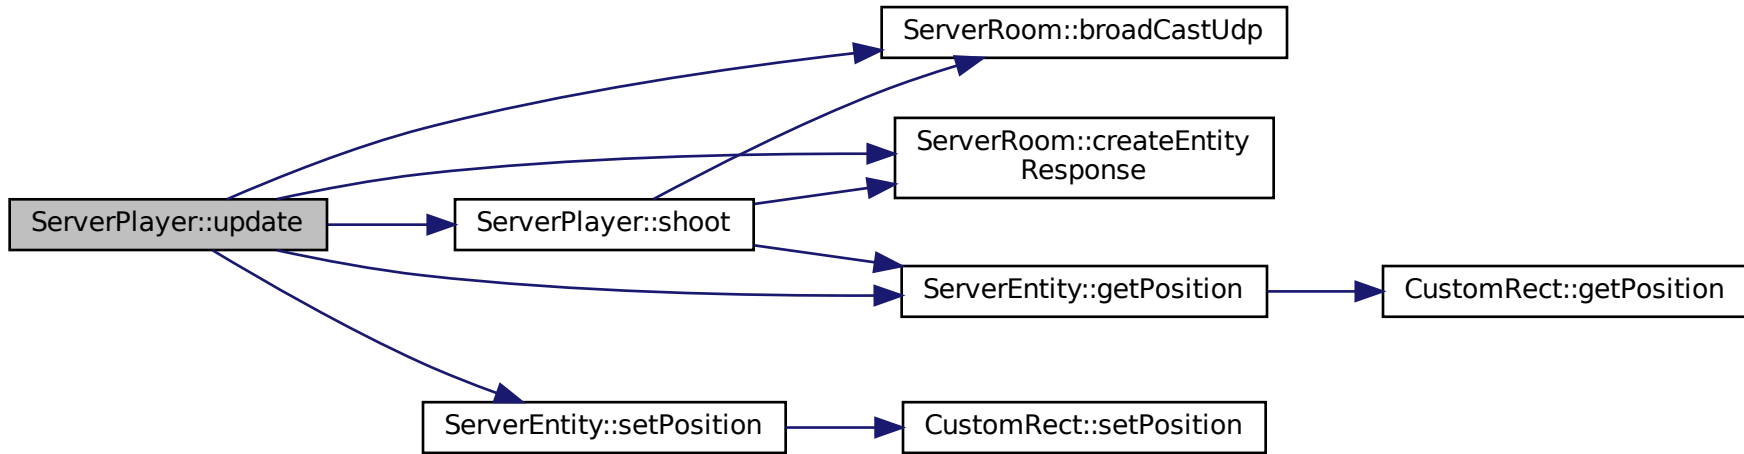 ServerRoom::broadCastUdp
ServerRoom::createEntity
Response
ServerPlayer::update
ServerPlayer::shoot
ServerEntity::getPosition
CustomRect::getPosition
ServerEntity::setPosition
CustomRect::setPosition